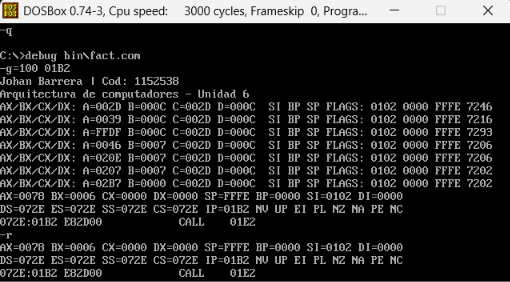 DOSBox 0.74-3, Cpu speed: 3000 cycles, Frameskip 0, Progra...
-q
C:\>debug bin\fact.com
-g=100 01B2
Johan Barrera | Cod: 1152538
Arquitectura de computadores - Unidad 6
AX/BX/CX/DX: A=002D B=000C C=002D D=000C SI BP SP FLAGS: 0102 0000 FFFE 7246
AX/BX/CX/DX: A=0039 B=000C C=002D D=000C SI BP SP FLAGS: 0102 0000 FFFE 7216
AX/BX/CX/DX: A=FFDF B=000C C=002D D=000C SI BP SP FLAGS: 0102 0000 FFFE 7293
AX/BX/CX/DX: A=0046 B=0007 C=002D D=000C SI BP SP FLAGS: 0102 0000 FFFE 7206
AX/BX/CX/DX: A=020E B=0007 C=002D D=000C SI BP SP FLAGS: 0102 0000 FFFE 7206
AX/BX/CX/DX: A=0207 B=0007 C=002D D=000C SI BP SP FLAGS: 0102 0000 FFFE 7202
AX/BX/CX/DX: A=02B7 B=0000 C=002D D=000C SI BP SP FLAGS: 0102 0000 FFFE 7202
AX=0078 BX=0006 CX=0000 DX=0000 SP=FFFE BP=0000 SI=0102 DI=0000
DS=072E ES=072E SS=072E CS=072E IP=01B2 NV UP EI PL NZ NA PE NC
072E:01B2 E82D00 CALL 01E2
-r
AX=0078 BX=0006 CX=0000 DX=0000 SP=FFFE BP=0000 SI=0102 DI=0000
DS=072E ES=072E SS=072E CS=072E IP=01B2 NV UP EI PL NZ NA PE NC
072E:01B2 E82D00 CALL 01E2